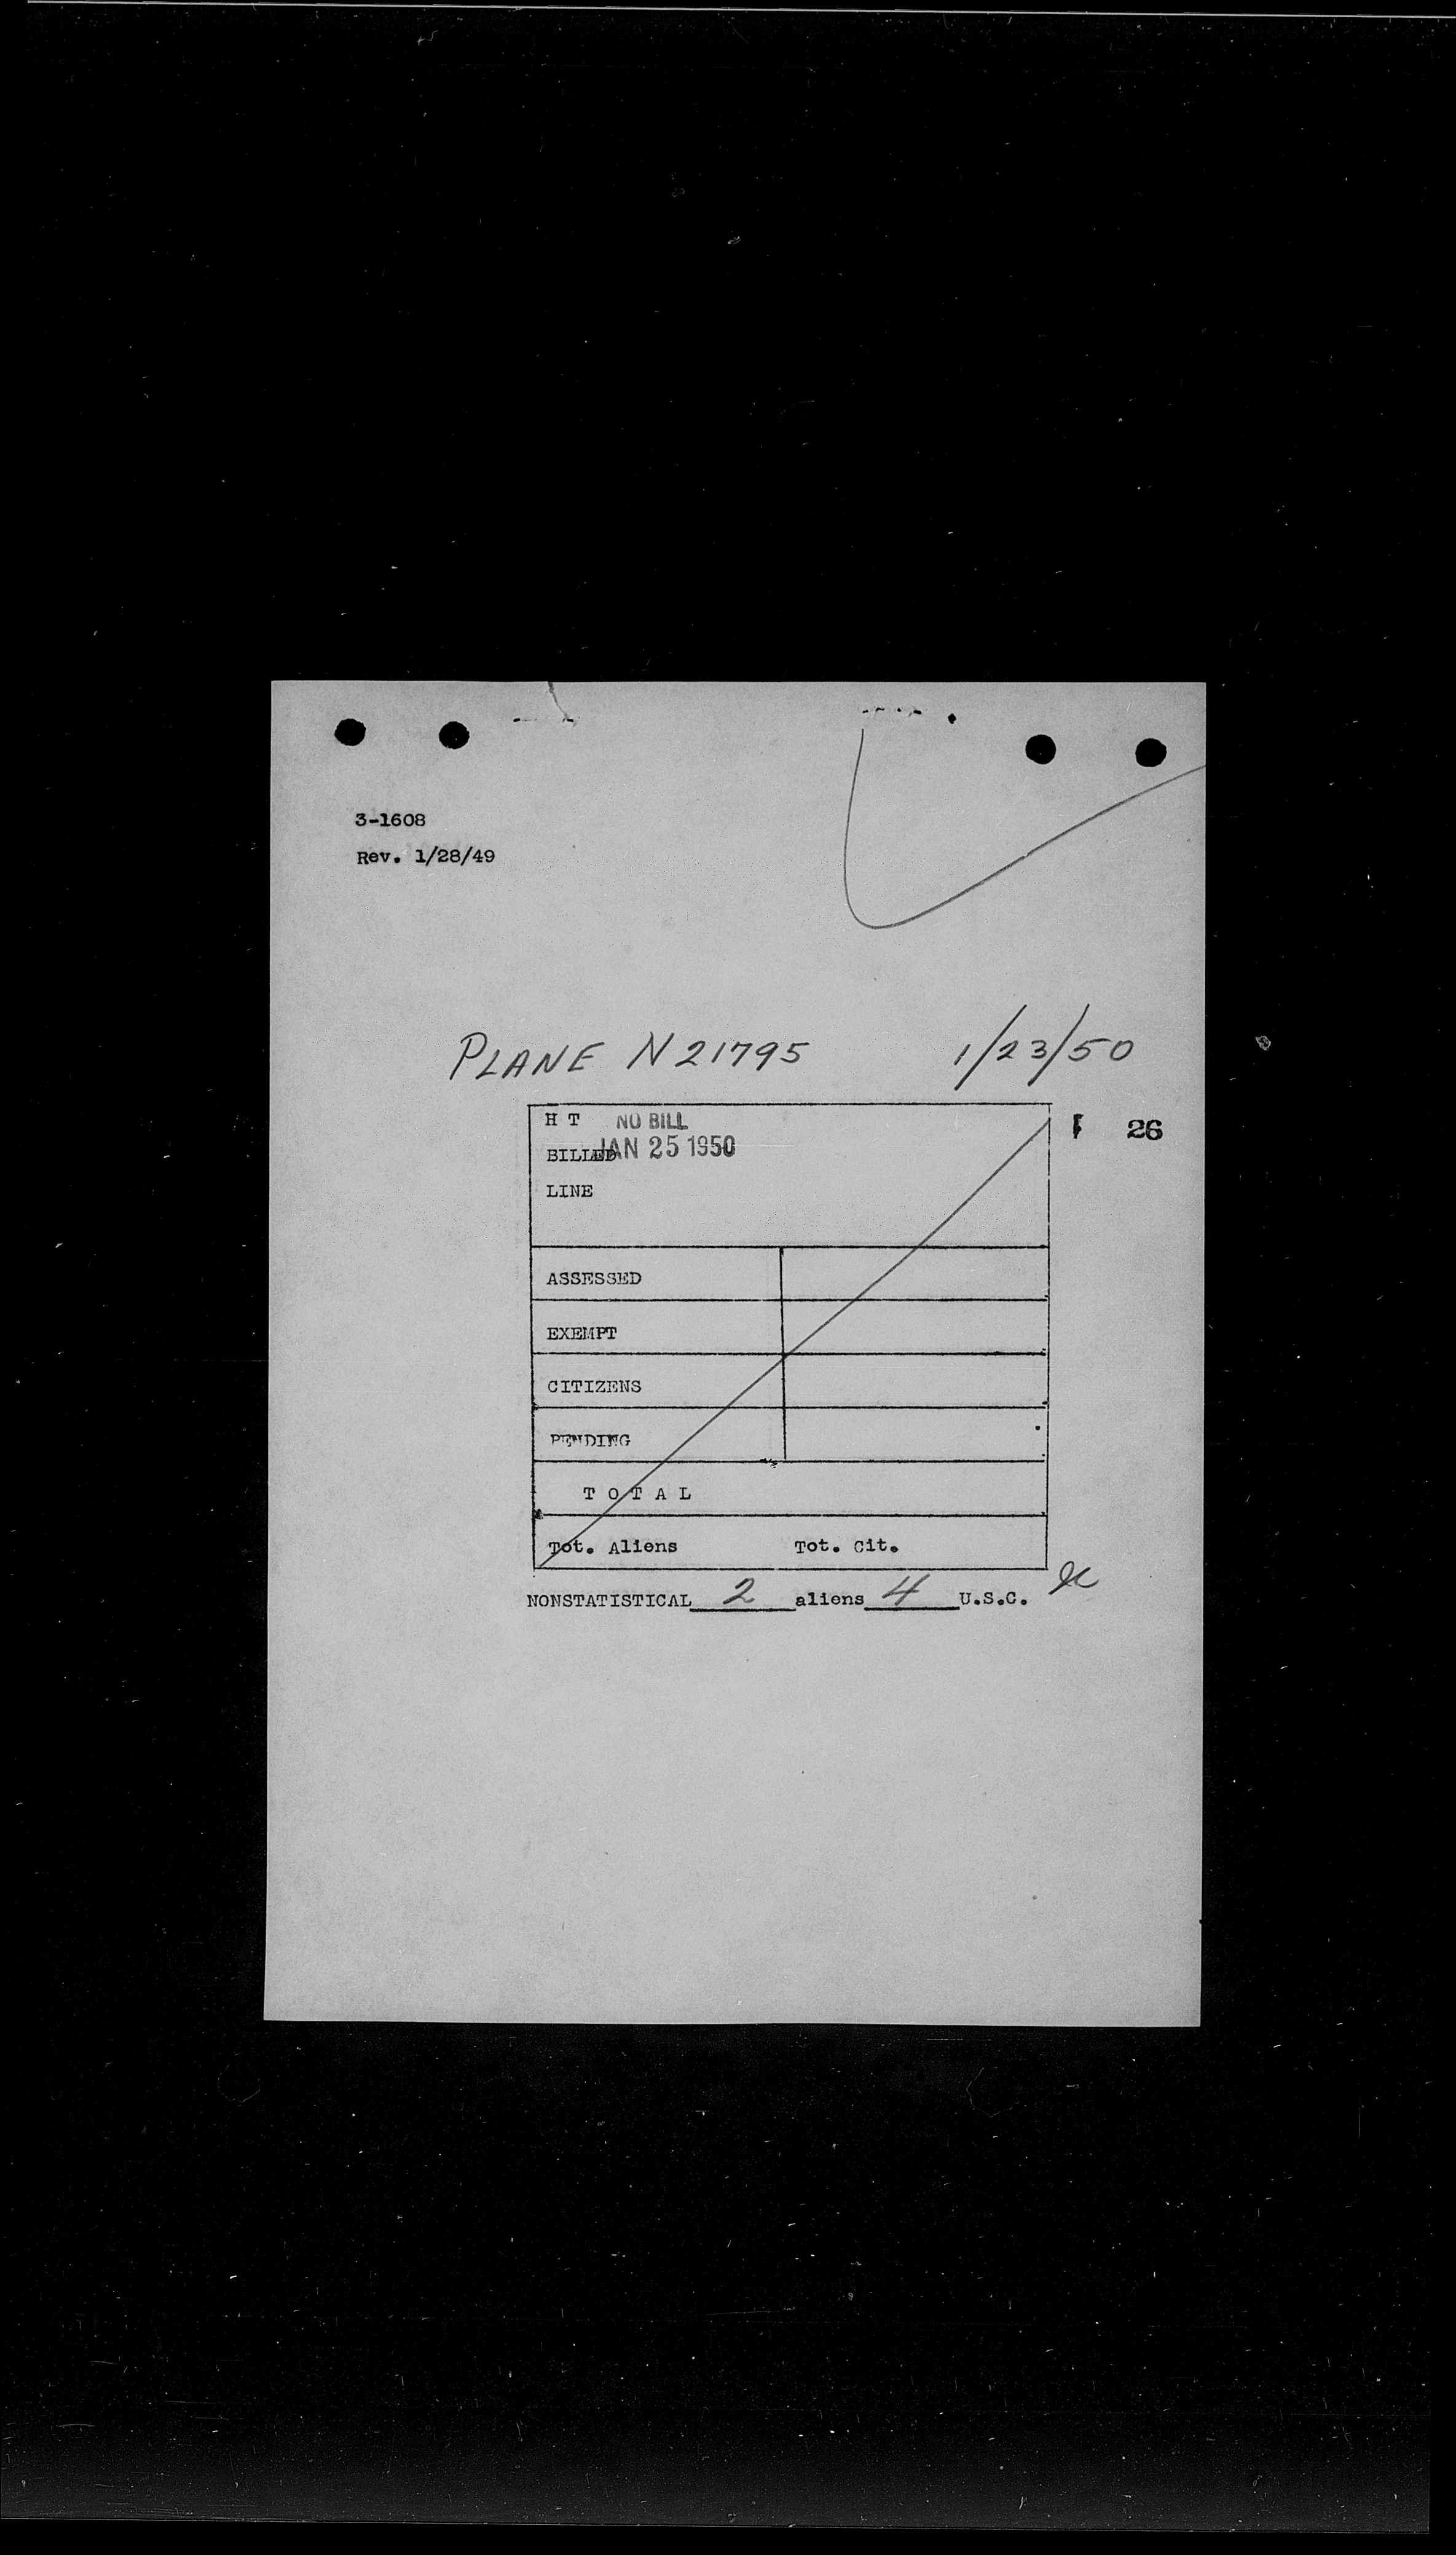 3-1608
Rev. 1/28/49
PLANE N21795 1/23/50
H T NO BILL 26
BILLED JAN 25 1950
LINE
ASSESSED
EXEMPT
CITIZENS
PENDING
T O T A L
Tot. Aliens Tot. Cit.
NONSTATISTICAL 2 aliens 4 U.S.C.